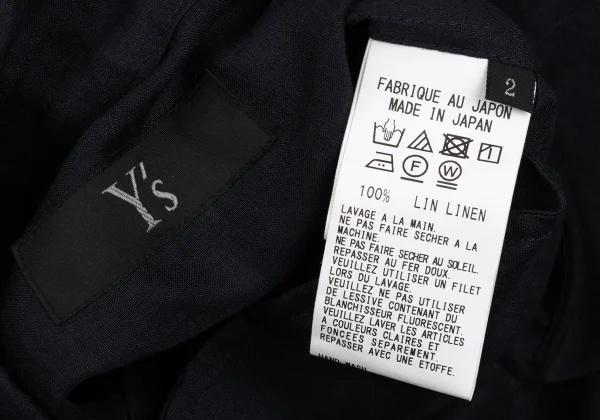 Y's
2
FABRIQUE AU JAPON
MADE IN JAPAN
F W
100% LIN LINEN
LAVAGE A LA MAIN.
NE PAS FAIRE SECHER A LA
MACHINE.
NE PAS FAIRE SECHER AU SOLEIL.
REPASSER AU FER DOUX.
VEUILLEZ UTILISER UN FILET
LORS DU LAVAGE.
VEUILLEZ NE PAS UTILISER
DE LESSIVE CONTENANT DU
BLANCHISSEUR FLUORESCENT.
VEUILLEZ LAVER LES ARTICLES
A COULEURS CLAIRES ET
FONCEES SEPAREMENT.
REPASSER AVEC UNE ETOFFE.
HAND WASH